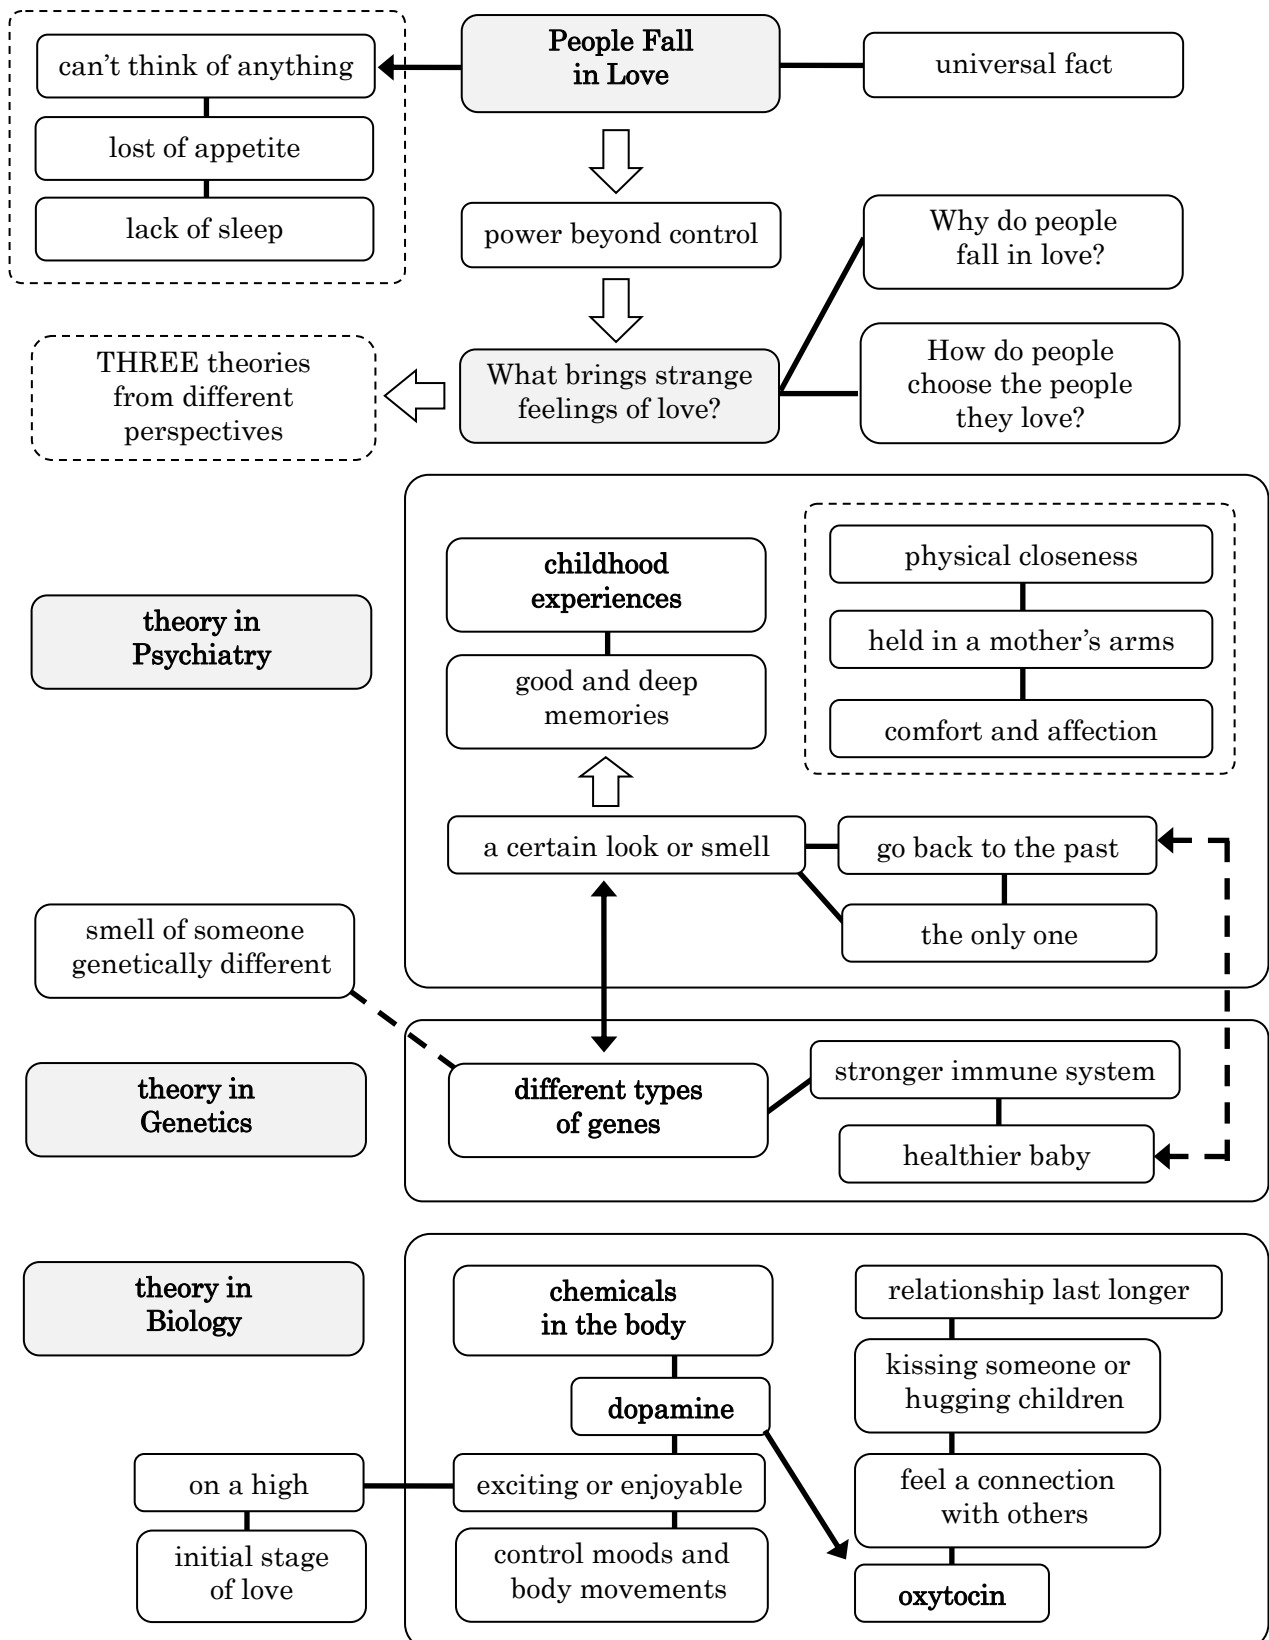 People Fall
in Love
can't think of anything
lost of appetite
lack of sleep
universal fact
power beyond control
Why do people
fall in love?
How do people
choose the people
they love?
What brings strange
feelings of love?
THREE theories
from different
perspectives
theory in
Psychiatry
childhood
experiences
good and deep
memories
physical closeness
held in a mother's arms
comfort and affection
a certain look or smell
go back to the past
the only one
smell of someone
genetically different
theory in
Genetics
different types
of genes
stronger immune system
healthier baby
theory in
Biology
chemicals
in the body
dopamine
exciting or enjoyable
control moods and
body movements
on a high
initial stage
of love
relationship last longer
kissing someone or
hugging children
feel a connection
with others
oxytocin